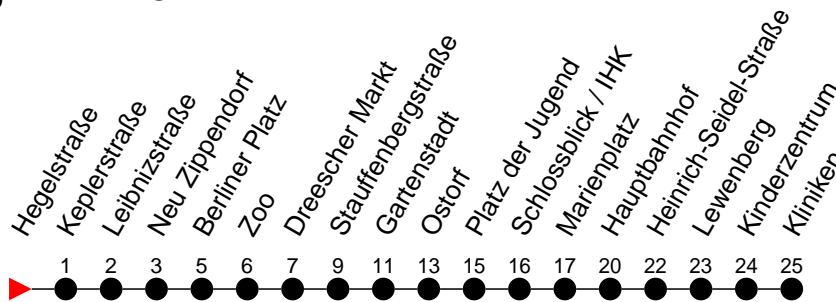 Hegelstraße
Keplerstraße
Leibnizstraße
Neu Zippendorf
Berliner Platz
Zoo
Dreescher Markt
Stauffenbergstraße
Gartenstadt
Ostorf
Platz der Jugend
Schlossblick / IHK
Marienplatz
Hauptbahnhof
Heinrich-Seidel-Straße
Lewenberg
Kinderzentrum
Kliniken
1 2 3 5 6 7 9 11 13 15 16 17 20 22 23 24 25